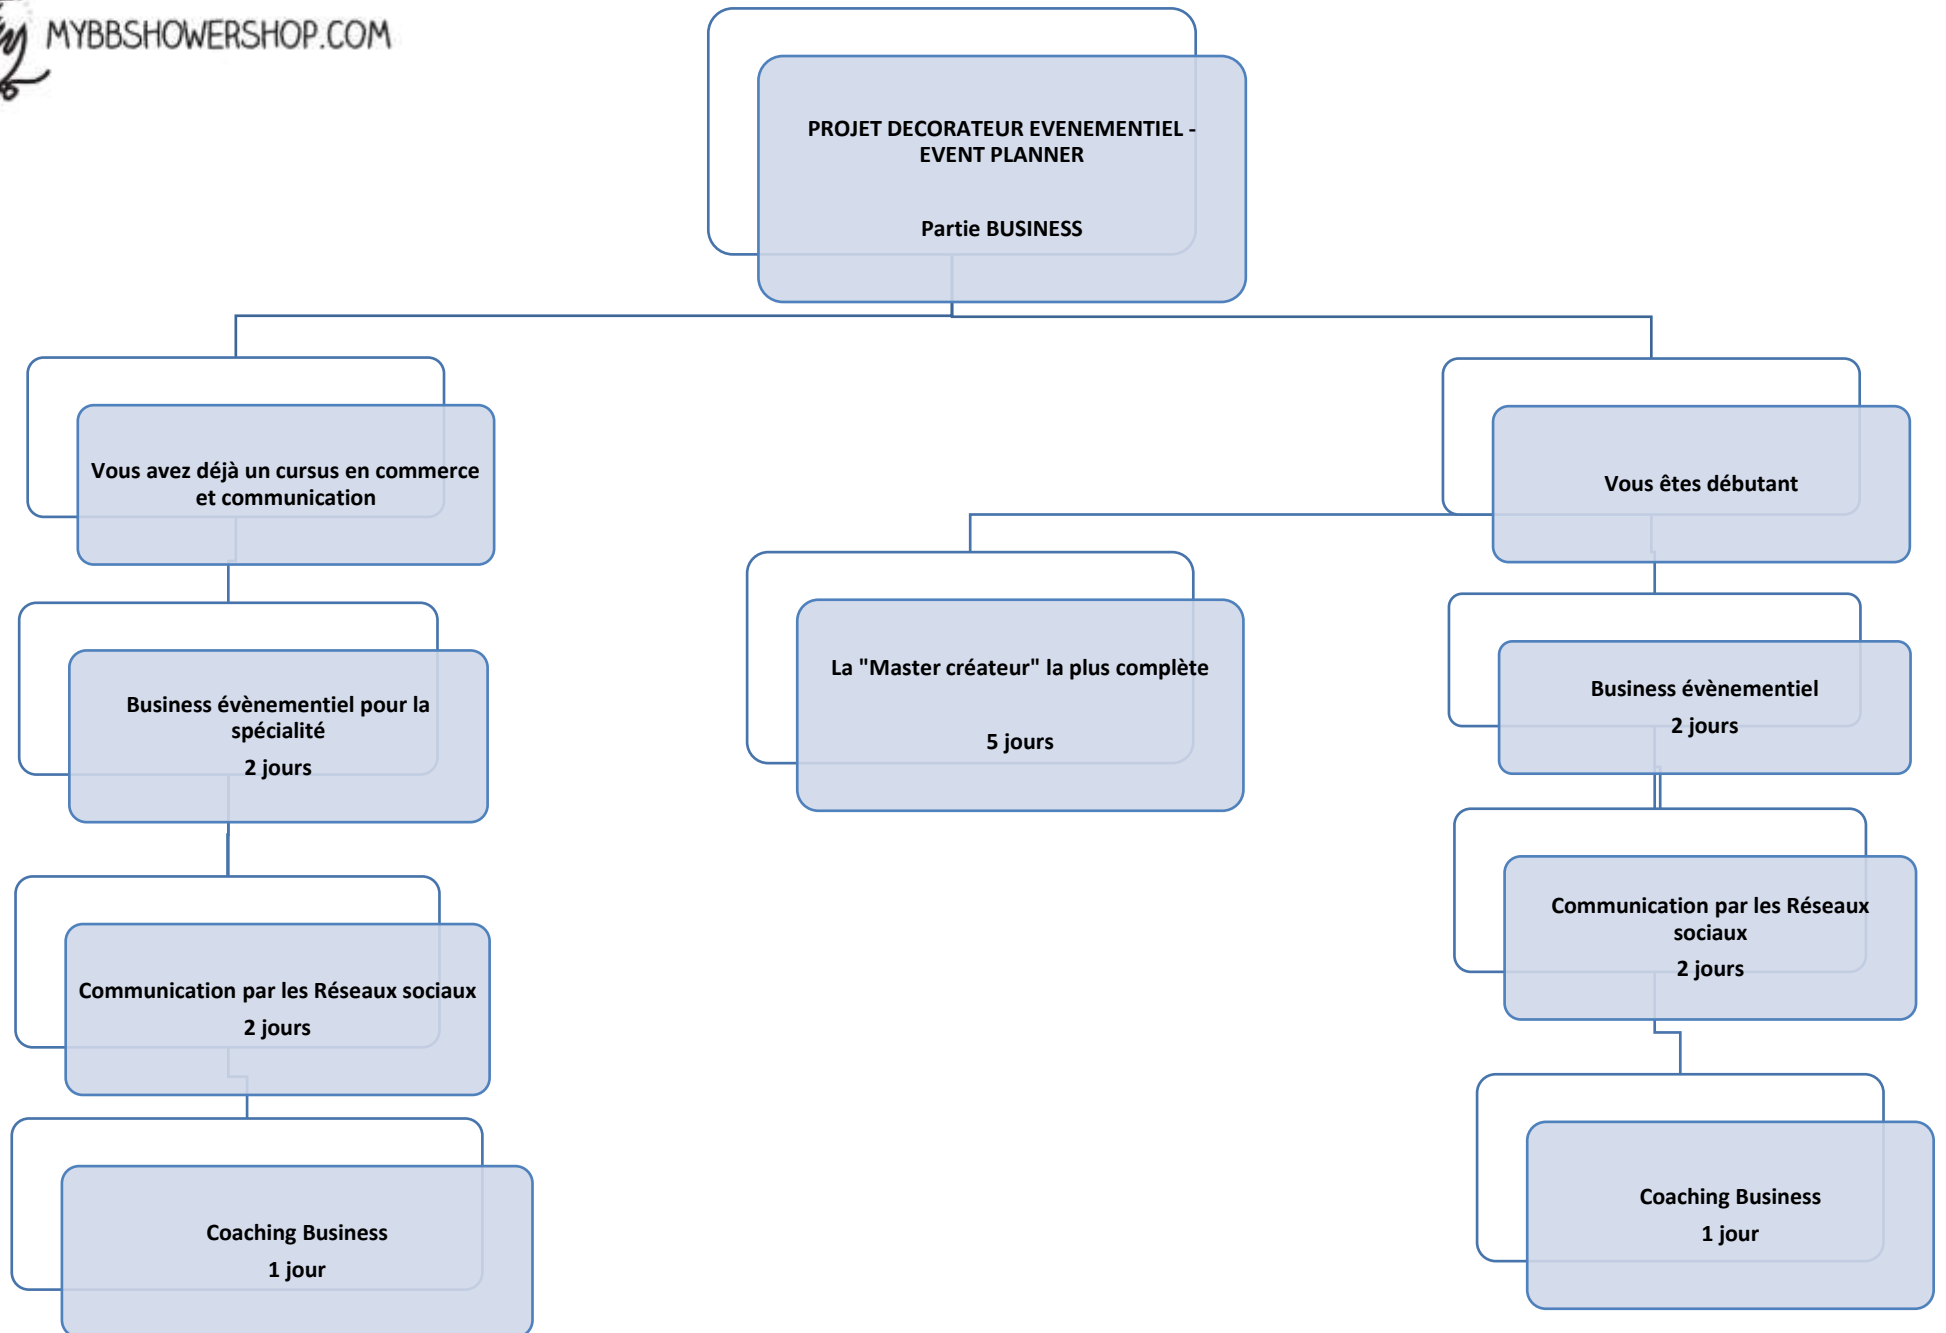 MYBBSHOWERSHOP.COM
PROJET DECORATEUR EVENEMENTIEL -
EVENT PLANNER
Partie BUSINESS
Vous avez déjà un cursus en commerce
et communication
Business évènementiel pour la
spécialité
2 jours
Communication par les Réseaux sociaux
2 jours
Coaching Business
1 jour
La "Master créateur" la plus complète
5 jours
Vous êtes débutant
Business évènementiel
2 jours
Communication par les Réseaux
sociaux
2 jours
Coaching Business
1 jour